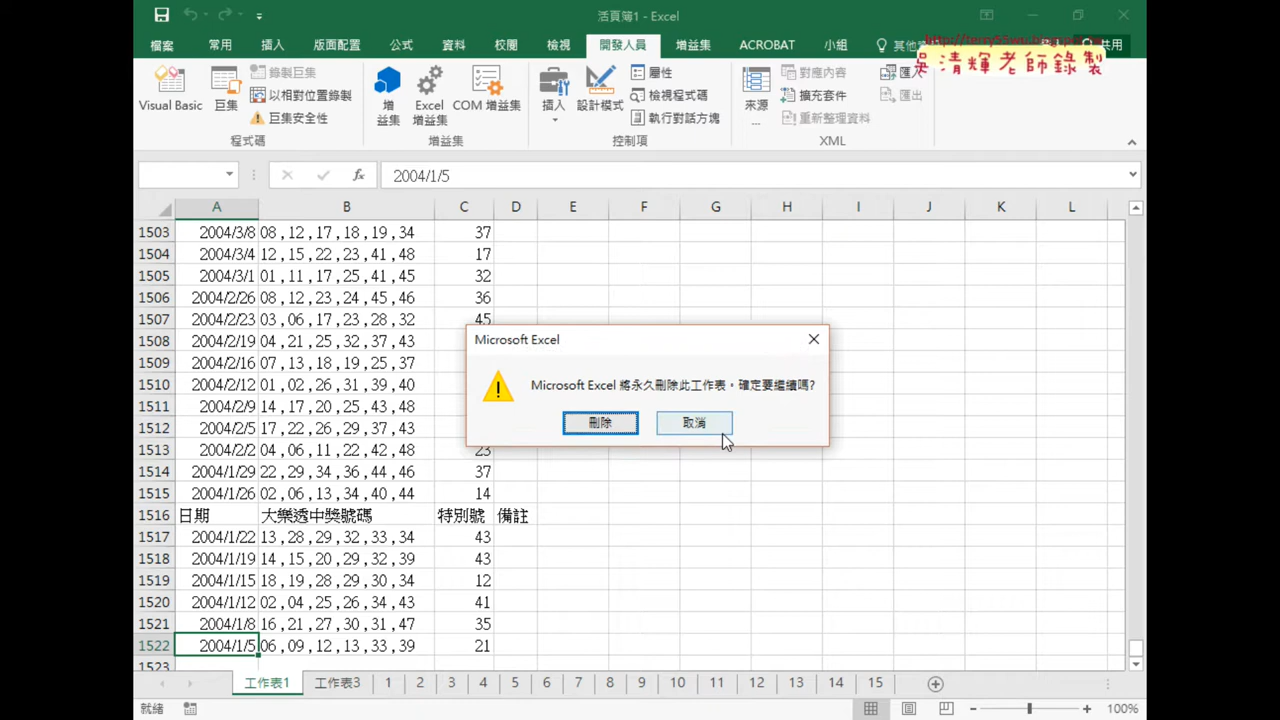 活頁簿1 - Excel
檔案 常用 插入 版面配置 公式 資料 校閱 檢視 開發人員 增益集 ACROBAT 小組 共用
吳清輝老師錄製
Visual Basic 巨集 錄製巨集 以相對位置錄製 巨集安全性
增益集 Excel 增益集 COM 增益集
插入 設計模式 屬性 檢視程式碼 執行對話方塊
來源 ... 對應內容 擴充套件 重新整理資料 匯出
程式碼 增益集 控制項 XML
fx 2004/1/5
A B C D E F G H I J K L
1503 2004/3/8 08 , 12 , 17 , 18 , 19 , 34 37
1504 2004/3/4 12 , 15 , 22 , 23 , 41 , 48 17
1505 2004/3/1 01 , 11 , 17 , 25 , 41 , 45 32
1506 2004/2/26 08 , 12 , 23 , 24 , 45 , 46 36
1507 2004/2/23 03 , 06 , 17 , 23 , 28 , 32 45
1508 2004/2/19 04 , 21 , 25 , 32 , 37 , 43
1509 2004/2/16 07 , 13 , 18 , 19 , 25 , 37
1510 2004/2/12 01 , 02 , 26 , 31 , 39 , 40
1511 2004/2/9 14 , 17 , 20 , 25 , 43 , 48
1512 2004/2/5 17 , 22 , 26 , 29 , 37 , 43
1513 2004/2/2 04 , 06 , 11 , 22 , 42 , 48 23
1514 2004/1/29 22 , 29 , 34 , 36 , 44 , 46 37
1515 2004/1/26 02 , 06 , 13 , 34 , 40 , 44 14
1516 日期 大樂透中獎號碼 特別號 備註
1517 2004/1/22 13 , 28 , 29 , 32 , 33 , 34 43
1518 2004/1/19 14 , 15 , 20 , 29 , 32 , 39 43
1519 2004/1/15 18 , 19 , 28 , 29 , 30 , 34 12
1520 2004/1/12 02 , 04 , 25 , 26 , 34 , 43 41
1521 2004/1/8 16 , 21 , 27 , 30 , 31 , 47 35
1522 2004/1/5 06 , 09 , 12 , 13 , 33 , 39 21
1523
Microsoft Excel
Microsoft Excel 將永久刪除此工作表。確定要繼續嗎?
刪除 取消
工作表1 工作表3 1 2 3 4 5 6 7 8 9 10 11 12 13 14 15
就緒 100%